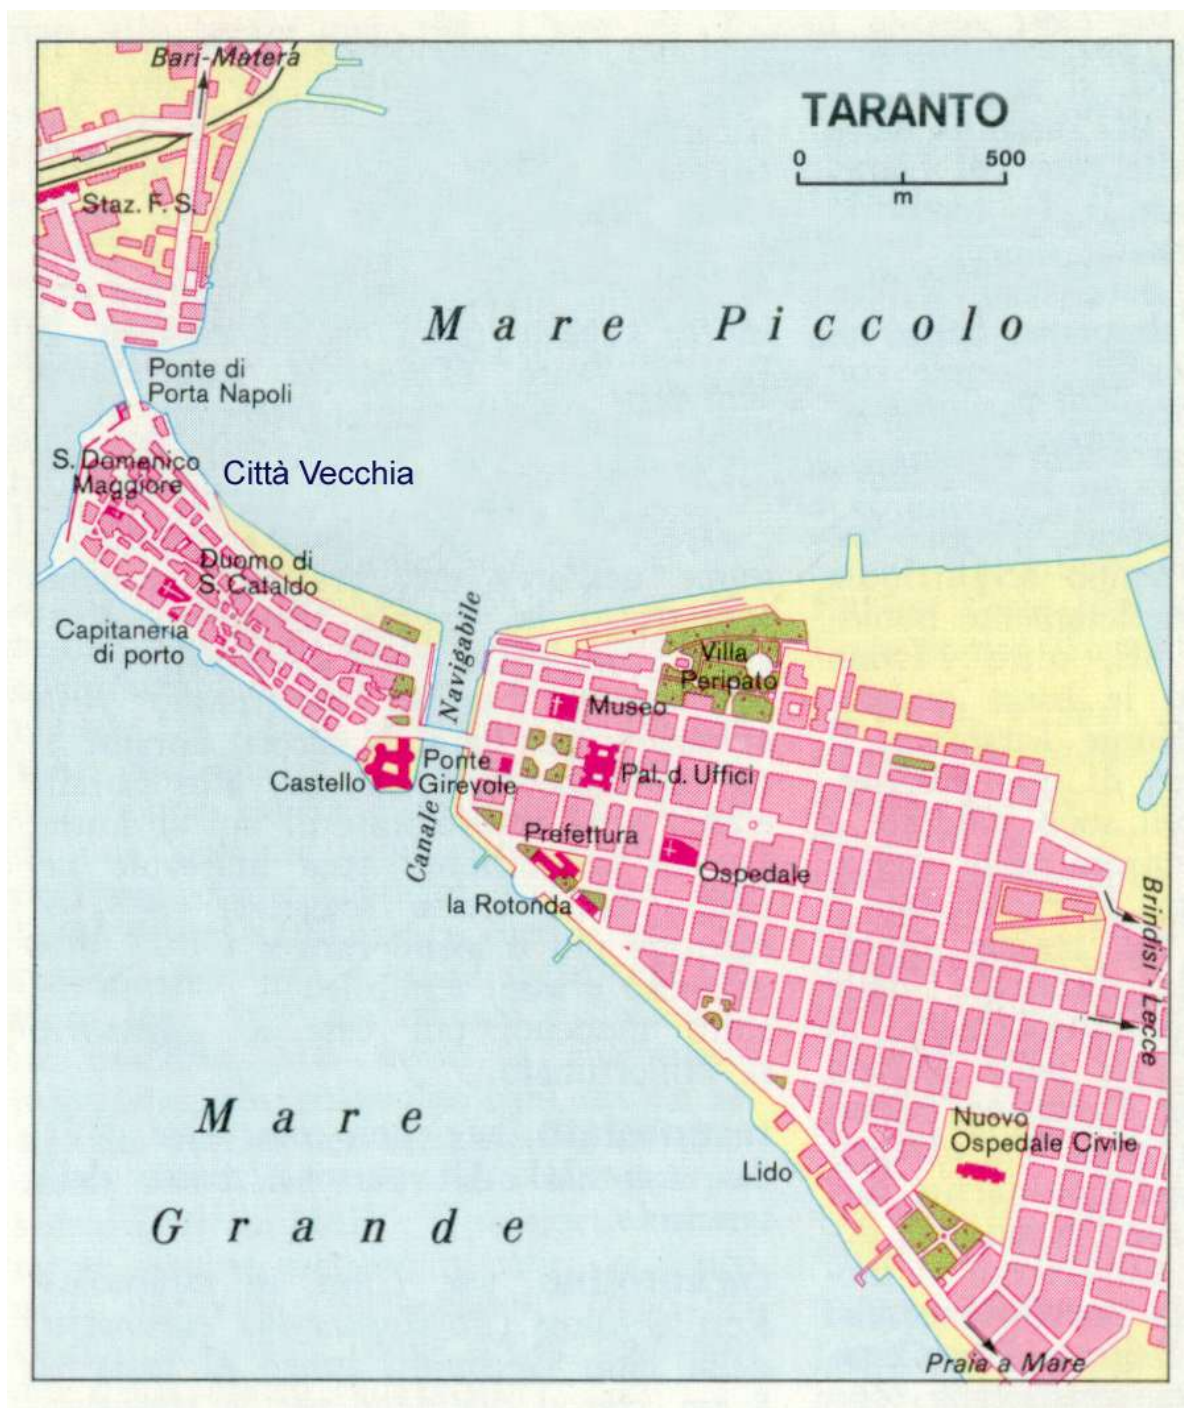 Bari-Matera
TARANTO
0 500
m
Staz. F. S.
Mare Piccolo
Ponte di
Porta Napoli
S. Domenico
Maggiore
Città Vecchia
Duomo di
S. Cataldo
Capitaneria
di porto
Canale Navigabile
Villa
Peripato
Museo
Castello
Ponte
Girevole
Pal. d. Uffici
Prefettura
Ospedale
la Rotonda
Brindisi - Lecce
Mare
Grande
Nuovo
Ospedale Civile
Lido
Praia a Mare